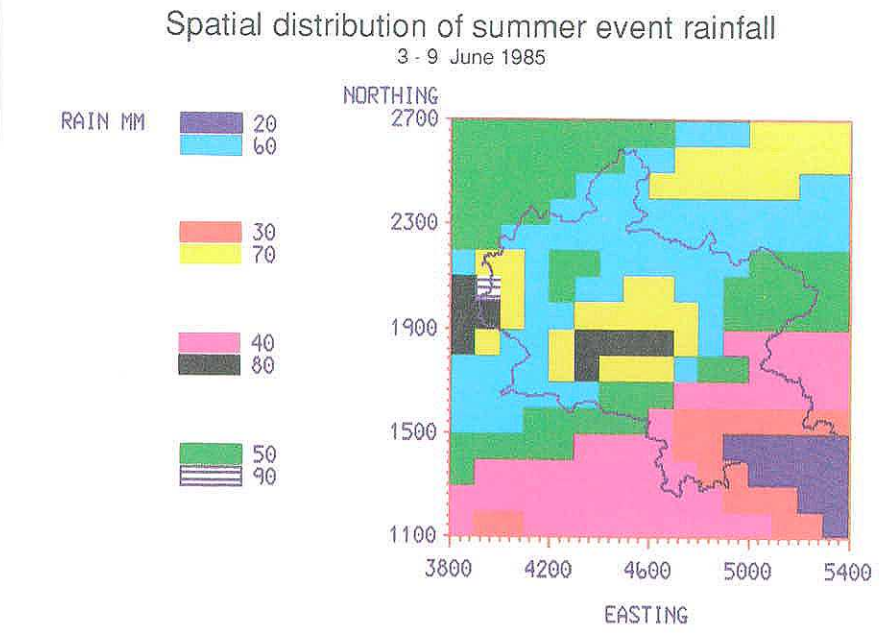 Spatial distribution of summer event rainfall
3 - 9 June 1985
NORTHING
RAIN MM
20
60
30
70
40
80
50
90
2700
2300
1900
1500
1100
3800 4200 4600 5000 5400
EASTING